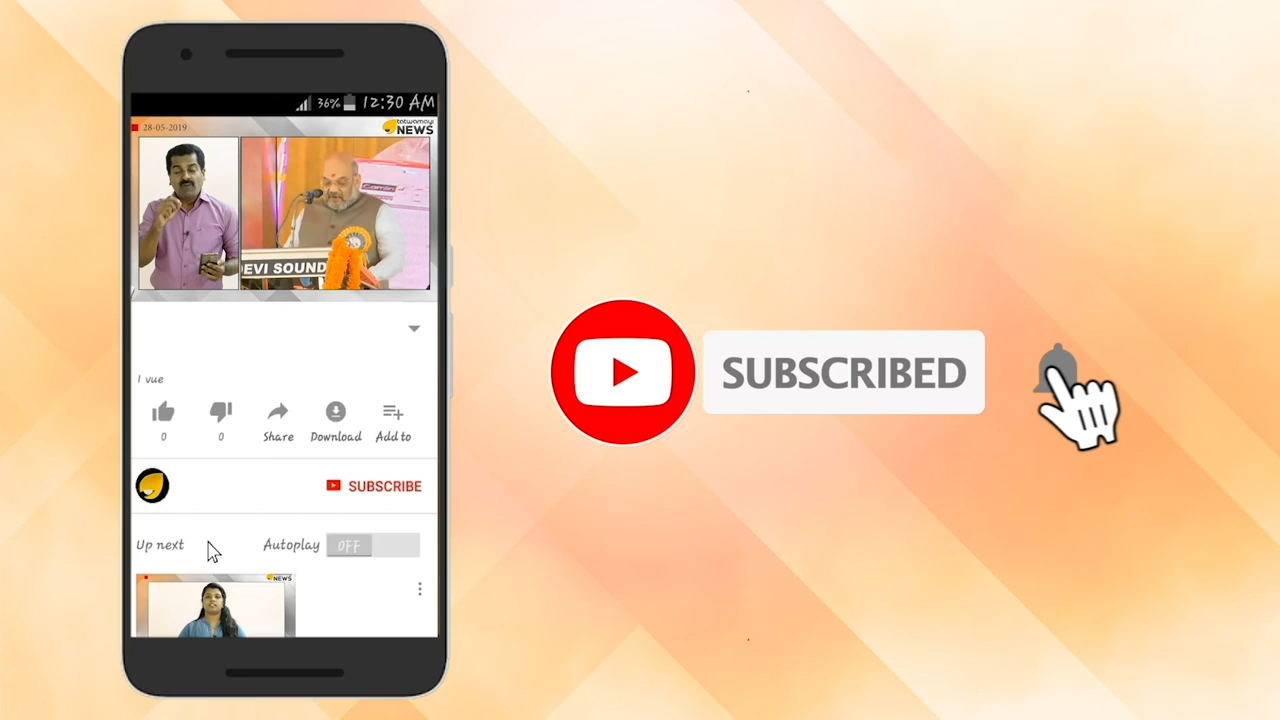 36% 12:30 AM
28-05-2019
tatwamayi
NEWS
DEVI SOUND
1 vue
0 0 Share Download Add to
SUBSCRIBE
Up next Autoplay OFF
NEWS
SUBSCRIBED